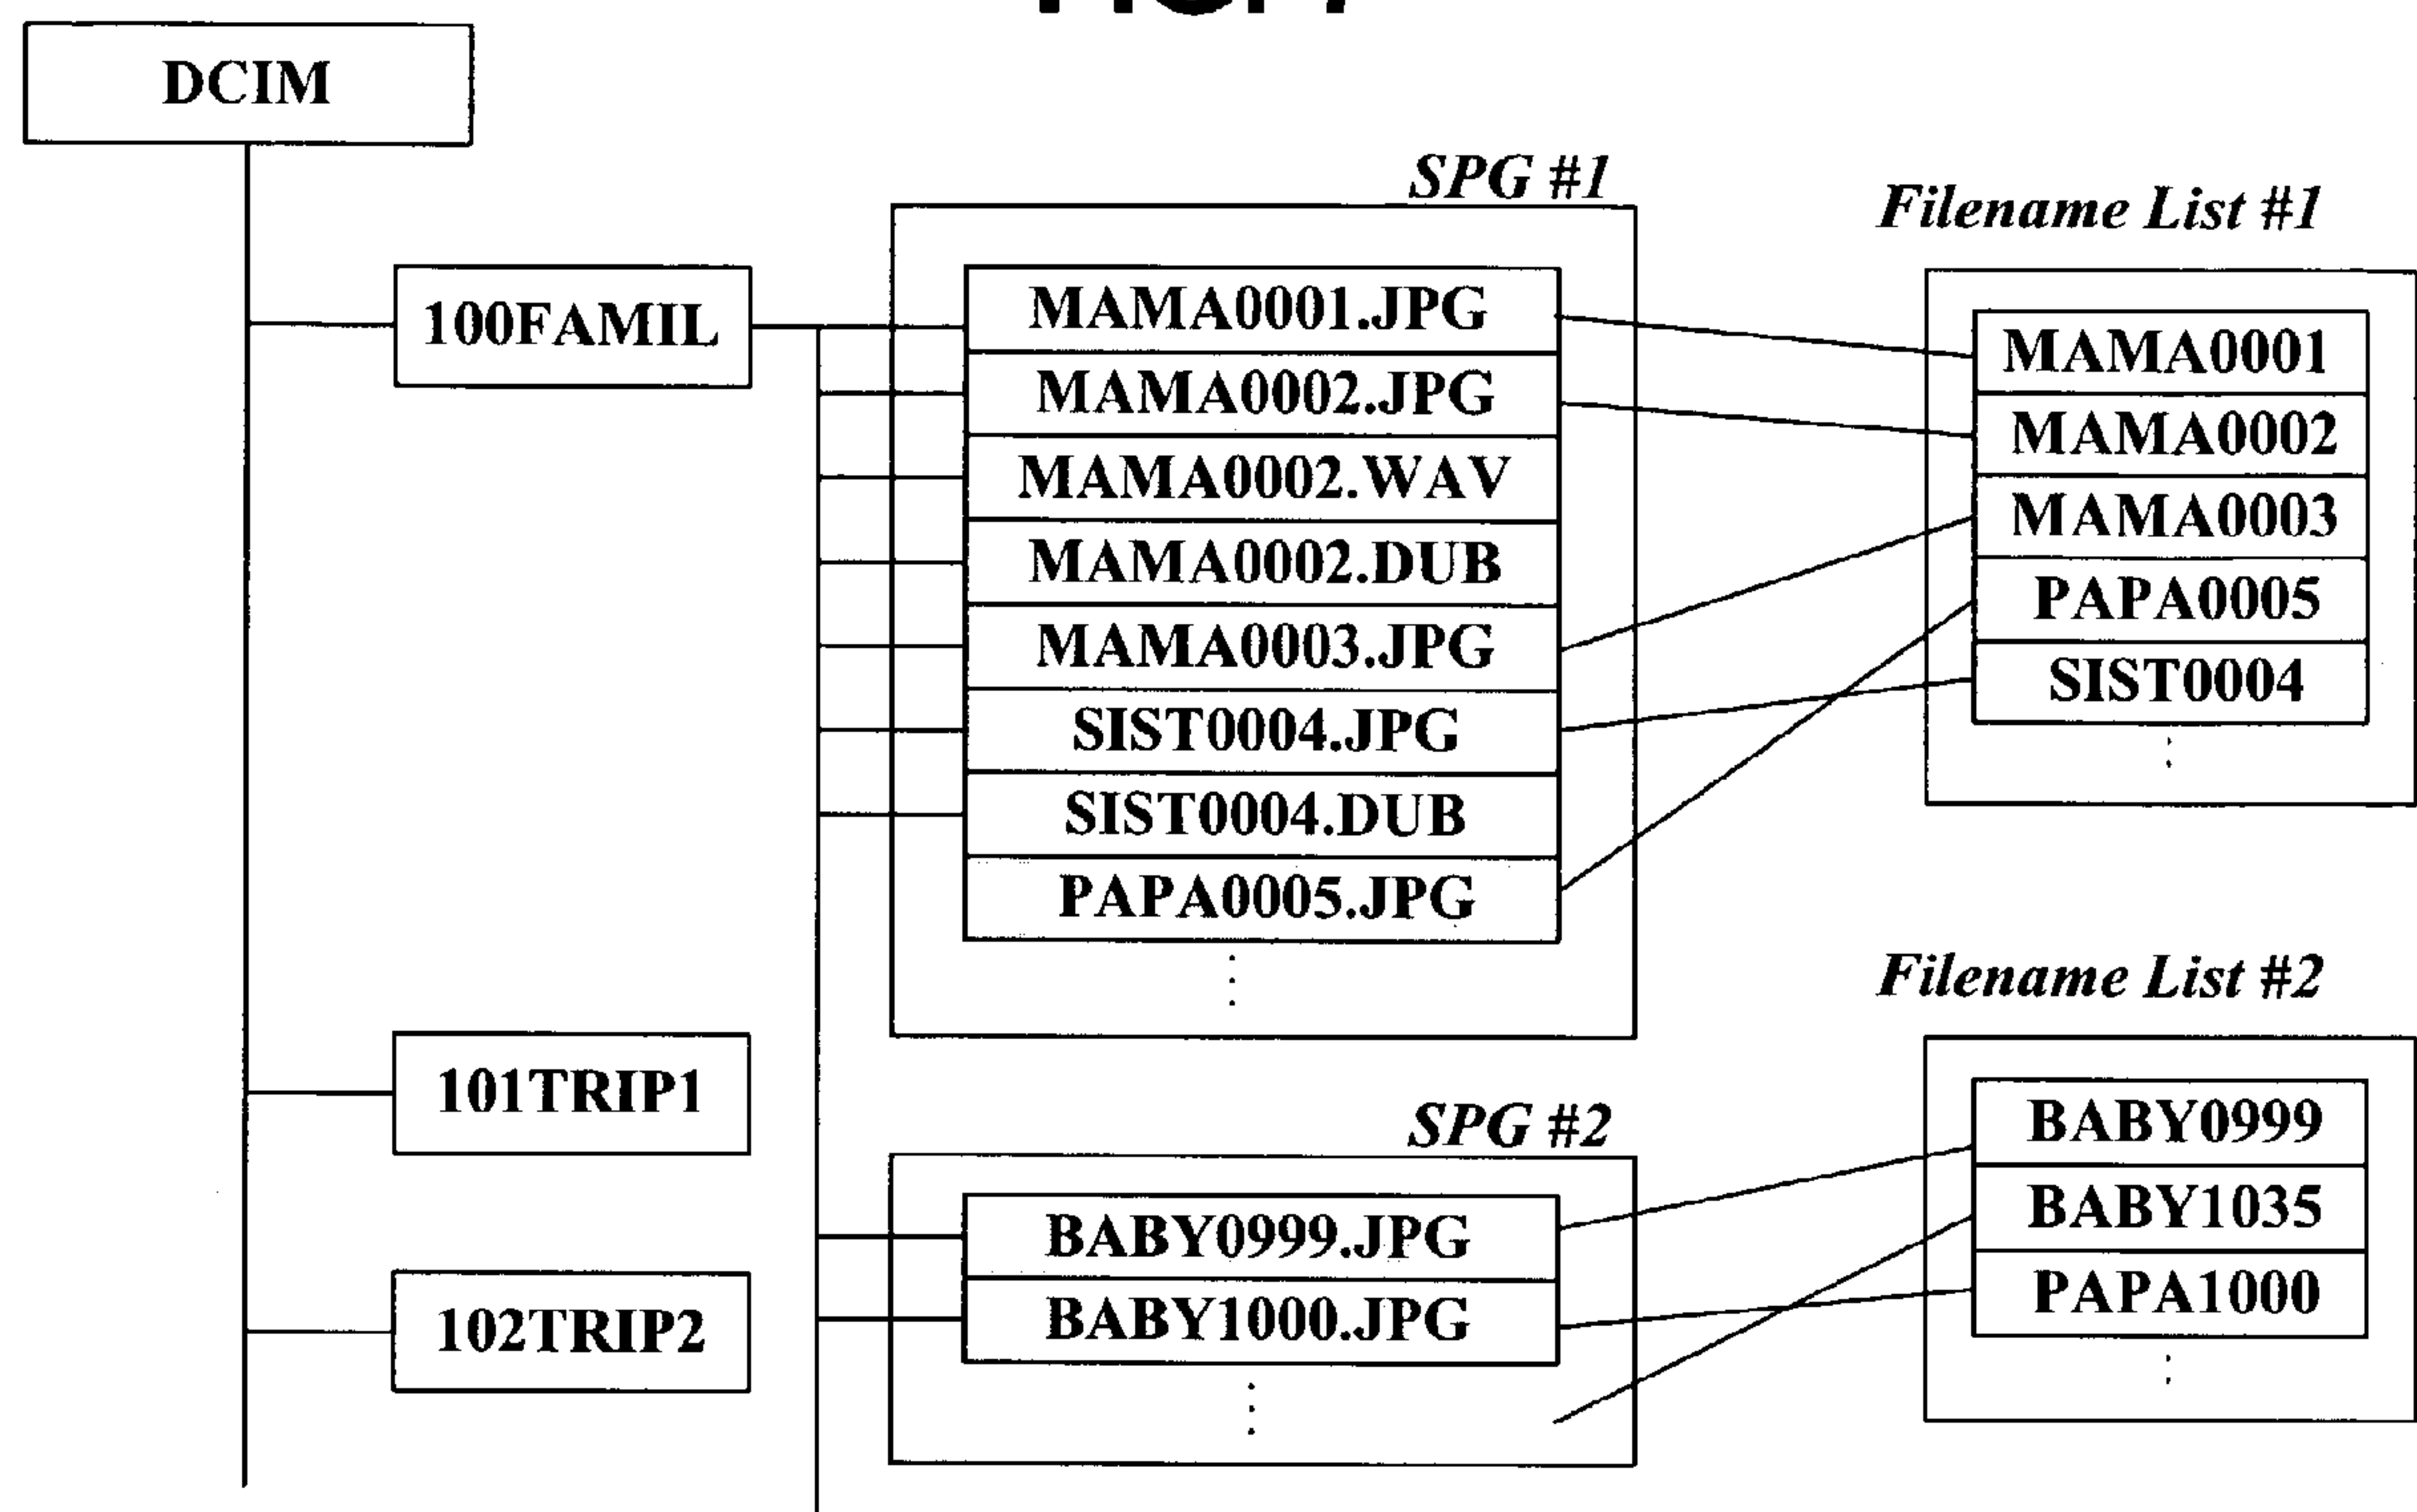 DCIM
100FAMIL
101TRIP1
102TRIP2
SPG #1
MAMA0001.JPG
MAMA0002.JPG
MAMA0002.WAV
MAMA0002.DUB
MAMA0003.JPG
SIST0004.JPG
SIST0004.DUB
PAPA0005.JPG
SPG #2
BABY0999.JPG
BABY1000.JPG
Filename List #1
MAMA0001
MAMA0002
MAMA0003
PAPA0005
SIST0004
Filename List #2
BABY0999
BABY1035
PAPA1000